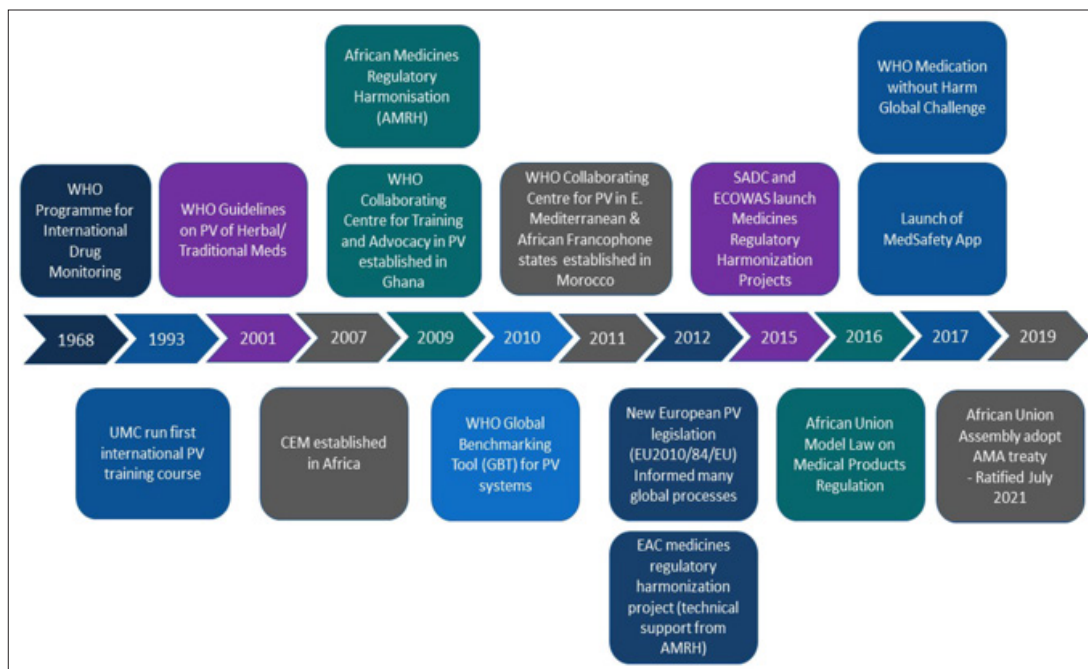 African Medicines
Regulatory
Harmonisation
(AMRH)
WHO Medication
without Harm
Global Challenge
WHO
Programme for
International
Drug
Monitoring
WHO Guidelines
on PV of Herbal/
Traditional Meds
WHO
Collaborating
Centre for Training
and Advocacy in PV
established in
Ghana
WHO Collaborating
Centre for PV in E.
Mediterranean &
African Francophone
states established in
Morocco
SADC and
ECOWAS launch
Medicines
Regulatory
Harmonization
Projects
Launch of
MedSafety App
1968
1993
2001
2007
2009
2010
2011
2012
2015
2016
2017
2019
UMC run first
international PV
training course
CEM established
in Africa
WHO Global
Benchmarking
Tool (GBT) for PV
systems
New European PV
legislation
(EU2010/84/EU)
Informed many
global processes
African Union
Model Law on
Medical Products
Regulation
African Union
Assembly adopt
AMA treaty
- Ratified July
2021
EAC medicines
regulatory
harmonization
project (technical
support from
AMRH)